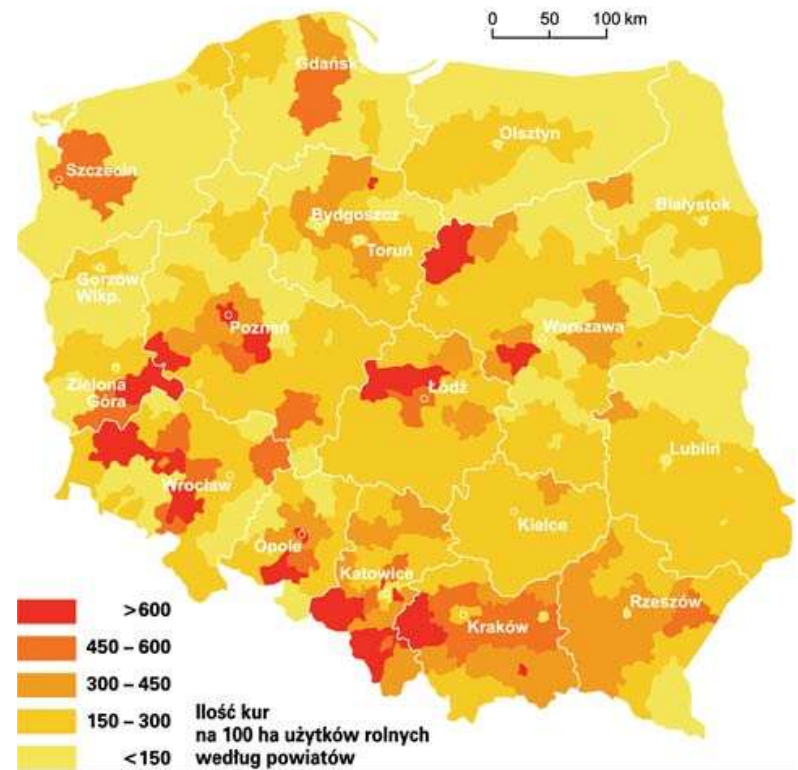 0 50 100 km
Gdańsk
Olsztyn
Szczecin
Białystok
Bydgoszcz
Toruń
Gorzów
Wlkp.
Poznań
Warszawa
Zielona
Góra
Łódź
Lublin
Wrocław
Kielce
Opole
Katowice
Rzeszów
Kraków
>600
450 – 600
300 – 450
150 – 300
<150
Ilość kur
na 100 ha użytków rolnych
według powiatów